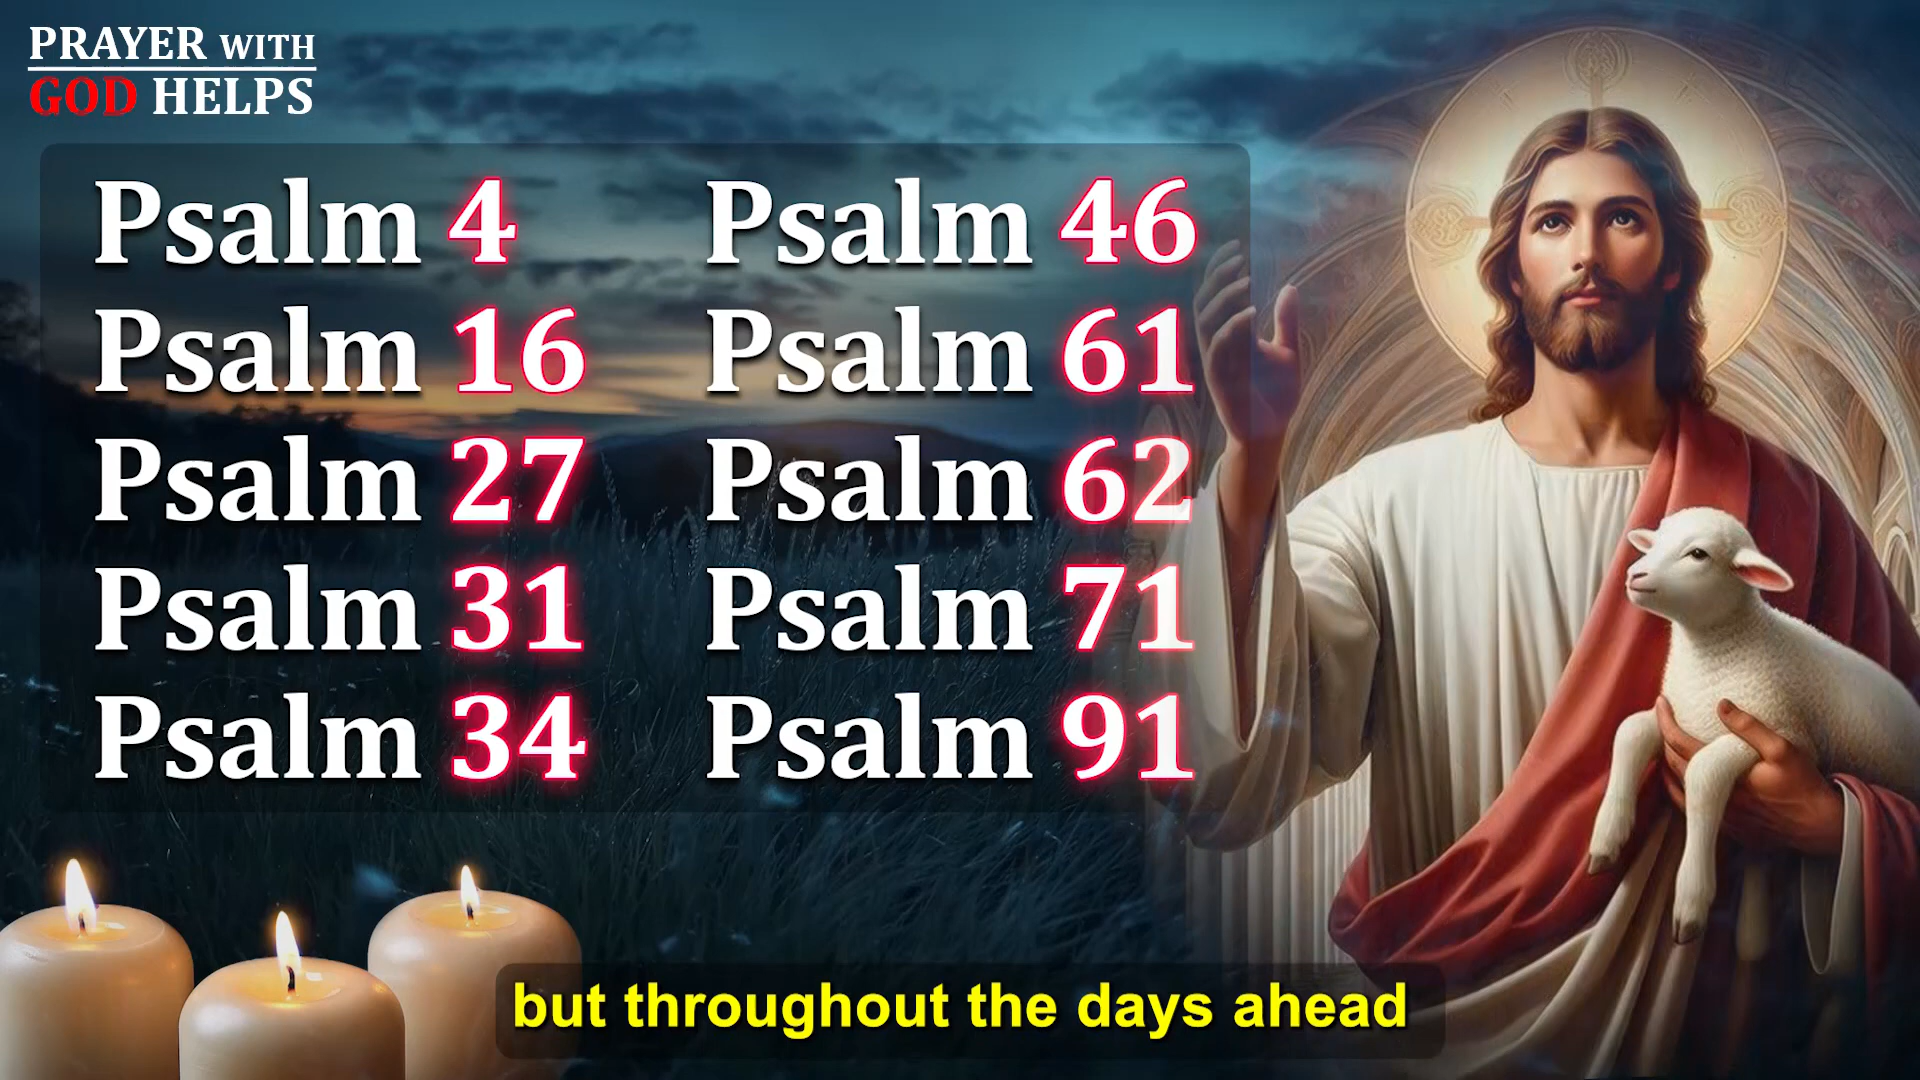 PRAYER WITH
GOD HELPS
Psalm 4
Psalm 16
Psalm 27
Psalm 31
Psalm 34
Psalm 46
Psalm 61
Psalm 62
Psalm 71
Psalm 91
but throughout the days ahead